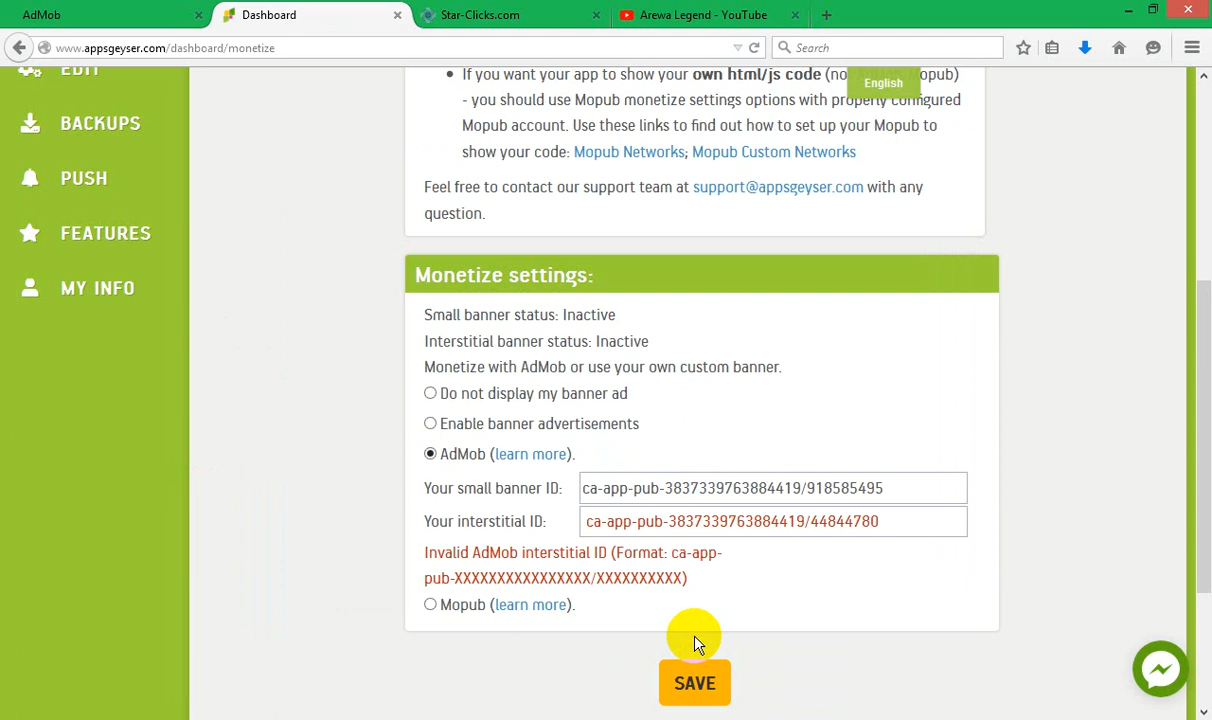 AdMob
Dashboard
Star-Clicks.com
Arewa Legend - YouTube
www.appsgeyser.com/dashboard/monetize
Search
EDIT
BACKUPS
PUSH
FEATURES
MY INFO
English
If you want your app to show your own html/js code (not Mopub)
- you should use Mopub monetize settings options with properly configured
Mopub account. Use these links to find out how to set up your Mopub to
show your code: Mopub Networks; Mopub Custom Networks
Feel free to contact our support team at support@appsgeyser.com with any
question.
Monetize settings:
Small banner status: Inactive
Interstitial banner status: Inactive
Monetize with AdMob or use your own custom banner.
Do not display my banner ad
Enable banner advertisements
AdMob (learn more).
Your small banner ID: ca-app-pub-3837339763884419/918585495
Your interstitial ID: ca-app-pub-3837339763884419/44844780
Invalid AdMob interstitial ID (Format: ca-app-
pub-XXXXXXXXXXXXXXXX/XXXXXXXXXX)
Mopub (learn more).
SAVE